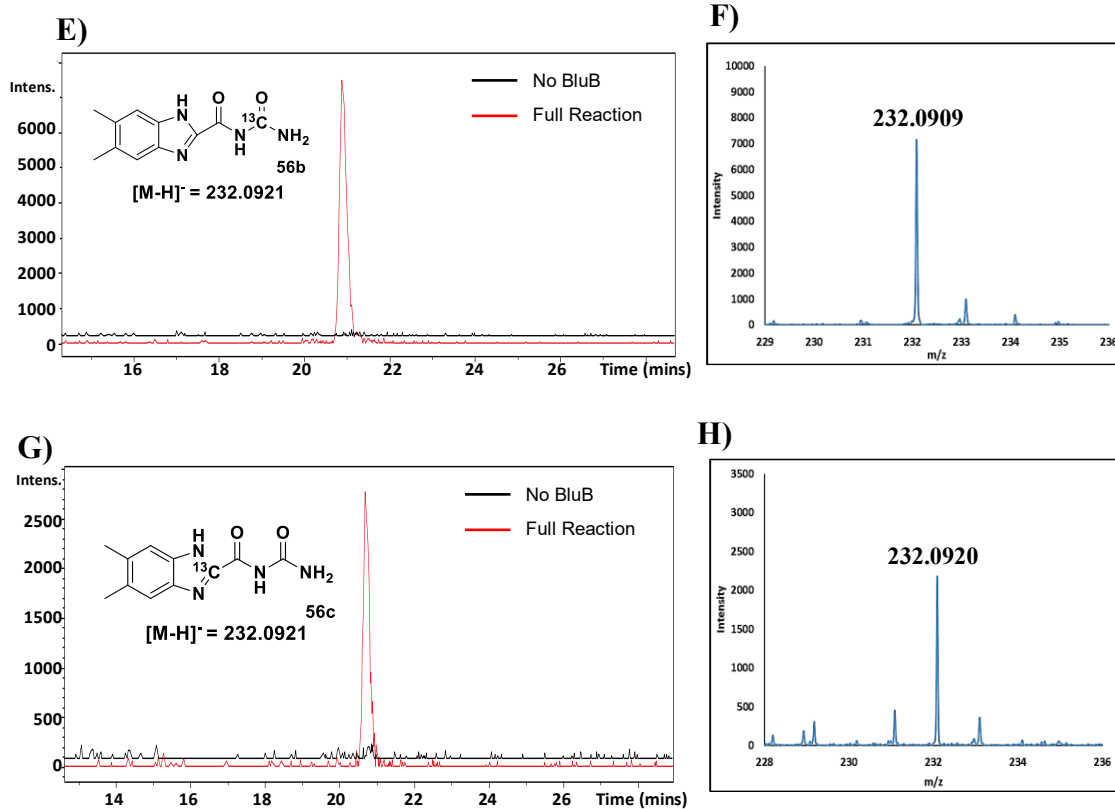 E)
Intens.
6000
5000
4000
3000
2000
1000
0
16
18
20
22
24
26
Time (mins)
No BluB
Full Reaction
NH
O
O
13C
N
H
NH2
N
56b
[M-H]- = 232.0921
F)
10000
9000
8000
7000
6000
5000
4000
3000
2000
1000
0
Intensity
232.0909
229
230
231
232
233
234
235
236
m/z
G)
Intens.
2500
2000
1500
1000
500
0
14
16
18
20
22
24
26
Time (mins)
No BluB
Full Reaction
NH
O
O
13C
N
H
NH2
N
56c
[M-H]- = 232.0921
H)
3500
3000
2500
2000
1500
1000
500
0
Intensity
232.0920
228
230
232
234
236
m/z